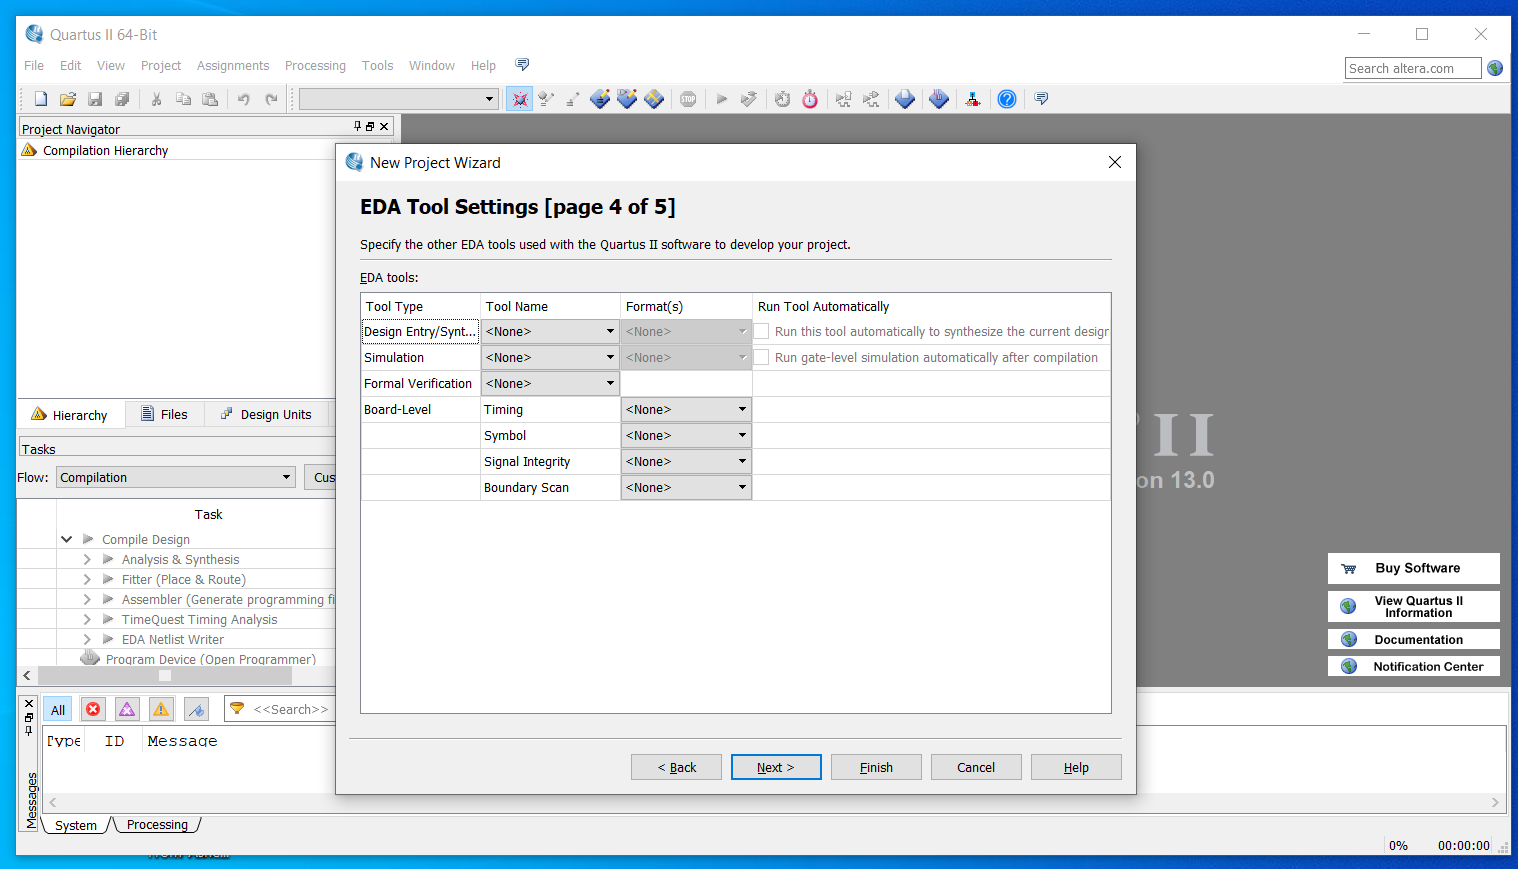 Quartus II 64-Bit
File Edit View Project Assignments Processing Tools Window Help
Search altera.com
STOP
Project Navigator
Compilation Hierarchy
Hierarchy Files Design Units
Tasks
Flow: Compilation Cus
Task
Compile Design
Analysis & Synthesis
Fitter (Place & Route)
Assembler (Generate programming fi
TimeQuest Timing Analysis
EDA Netlist Writer
Program Device (Open Programmer)
New Project Wizard
EDA Tool Settings [page 4 of 5]
Specify the other EDA tools used with the Quartus II software to develop your project.
EDA tools:
Tool Type Tool Name Format(s) Run Tool Automatically
Design Entry/Synt... <None> <None> Run this tool automatically to synthesize the current design
Simulation <None> <None> Run gate-level simulation automatically after compilation
Formal Verification <None>
Board-Level Timing <None>
Symbol <None>
Signal Integrity <None>
Boundary Scan <None>
< Back Next > Finish Cancel Help
II
on 13.0
Buy Software
View Quartus II
Information
Documentation
Notification Center
All <<Search>>
Type ID Message
Messages
System Processing
0% 00:00:00